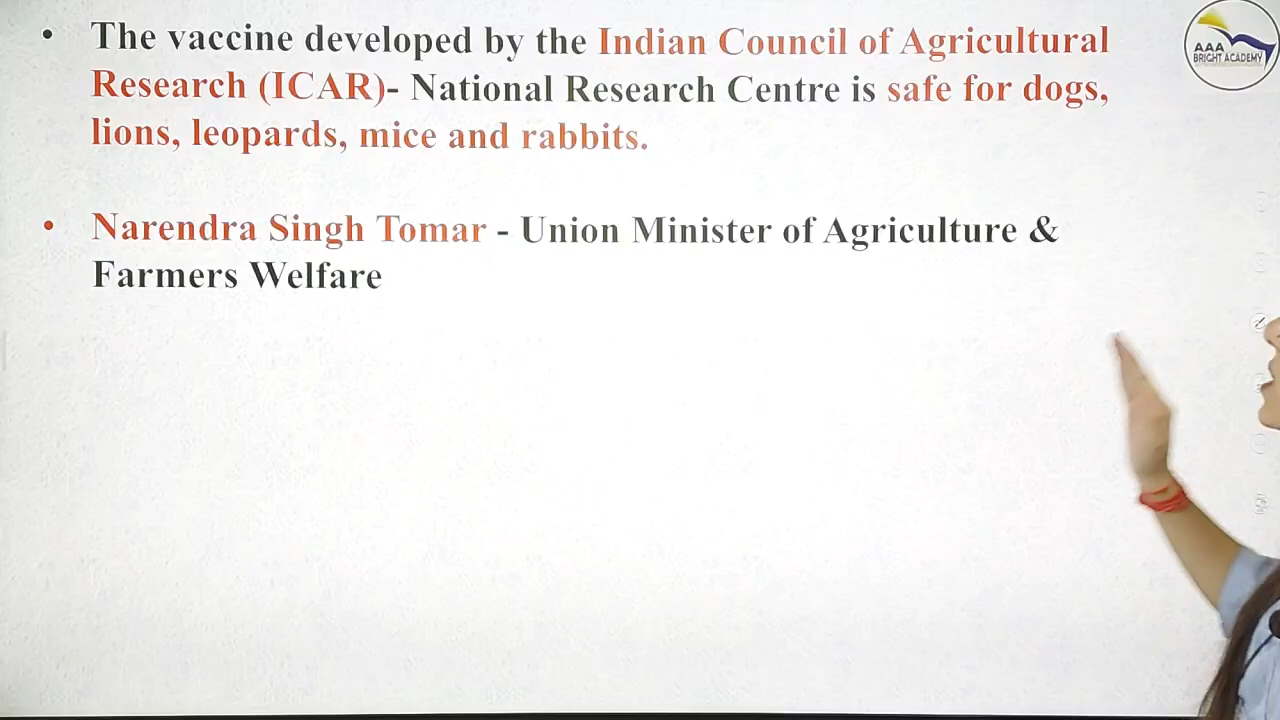 • The vaccine developed by the Indian Council of Agricultural
Research (ICAR)- National Research Centre is safe for dogs,
lions, leopards, mice and rabbits.
• Narendra Singh Tomar - Union Minister of Agriculture &
Farmers Welfare
AAA
BRIGHT ACADEMY